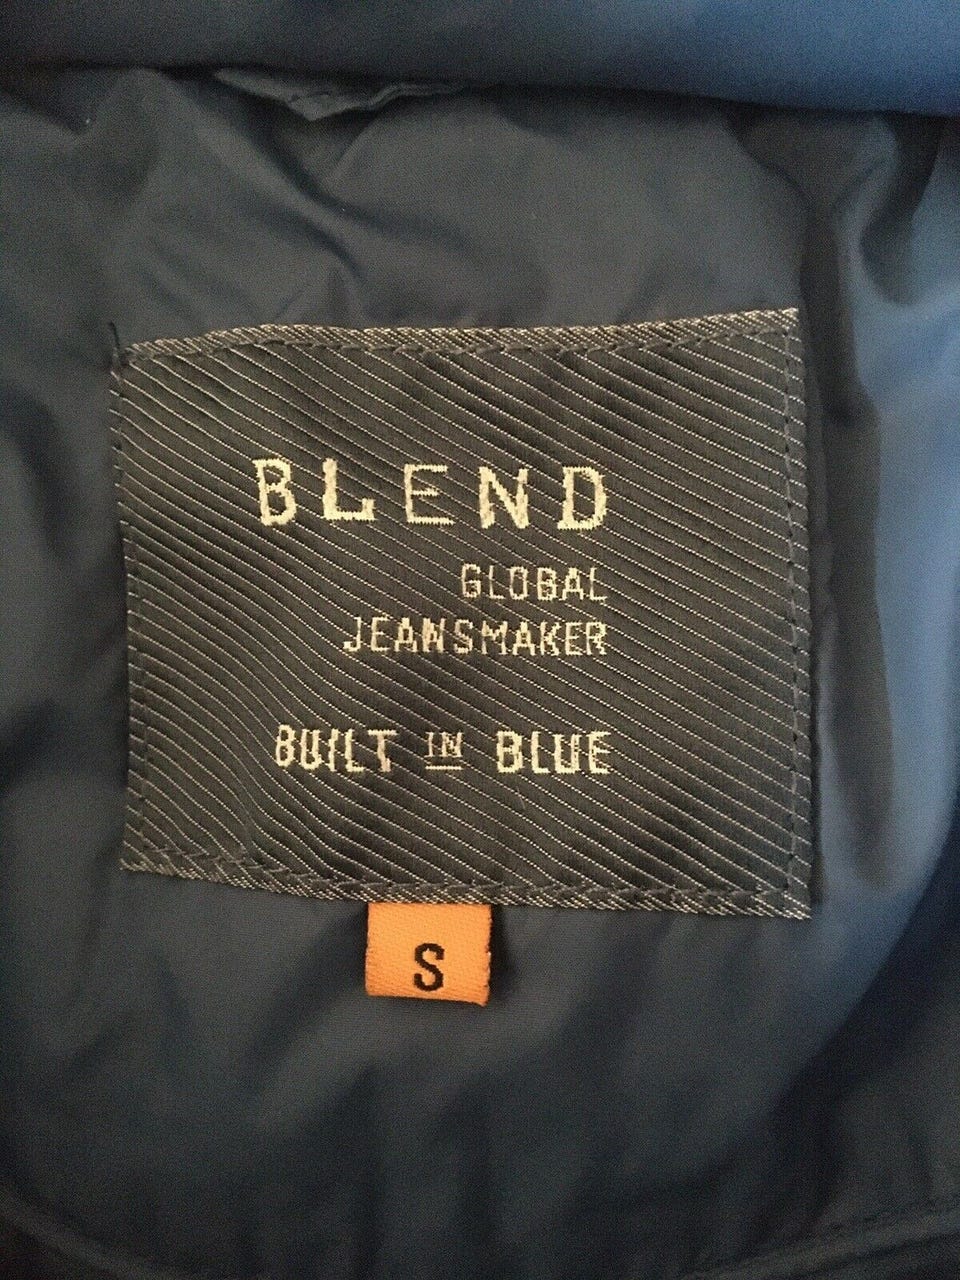 BLEND
GLOBAL
JEANSMAKER
BUILT IN BLUE
S